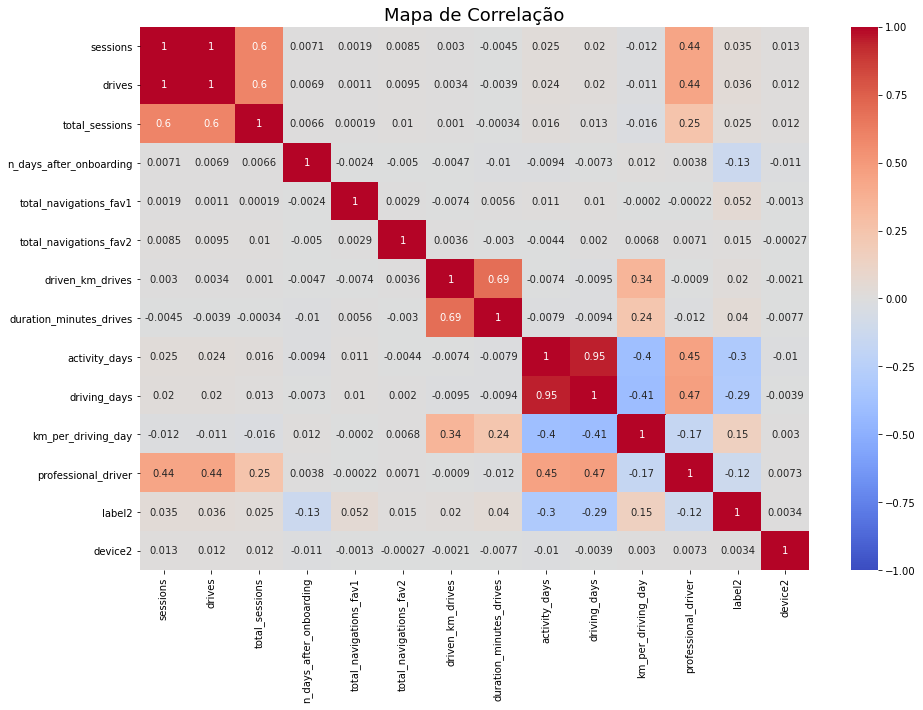 Mapa de Correlação
sessions 1 1 0.6 0.0071 0.0019 0.0085 0.003 -0.0045 0.025 0.02 -0.012 0.44 0.035 0.013
drives 1 1 0.6 0.0069 0.0011 0.0095 0.0034 -0.0039 0.024 0.02 -0.011 0.44 0.036 0.012
total_sessions 0.6 0.6 1 0.0066 0.00019 0.01 0.001 -0.00034 0.016 0.013 -0.016 0.25 0.025 0.012
n_days_after_onboarding 0.0071 0.0069 0.0066 1 -0.0024 -0.005 -0.0047 -0.01 -0.0094 -0.0073 0.012 0.0038 -0.13 -0.011
total_navigations_fav1 0.0019 0.0011 0.00019 -0.0024 1 0.0029 -0.0074 0.0056 0.011 0.01 -0.0002 -0.00022 0.052 -0.0013
total_navigations_fav2 0.0085 0.0095 0.01 -0.005 0.0029 1 0.0036 -0.003 -0.0044 0.002 0.0068 0.0071 0.015 -0.00027
driven_km_drives 0.003 0.0034 0.001 -0.0047 -0.0074 0.0036 1 0.69 -0.0074 -0.0095 0.34 -0.0009 0.02 -0.0021
duration_minutes_drives -0.0045 -0.0039 -0.00034 -0.01 0.0056 -0.003 0.69 1 -0.0079 -0.0094 0.24 -0.012 0.04 -0.0077
activity_days 0.025 0.024 0.016 -0.0094 0.011 -0.0044 -0.0074 -0.0079 1 0.95 -0.4 0.45 -0.3 -0.01
driving_days 0.02 0.02 0.013 -0.0073 0.01 0.002 -0.0095 -0.0094 0.95 1 -0.41 0.47 -0.29 -0.0039
km_per_driving_day -0.012 -0.011 -0.016 0.012 -0.0002 0.0068 0.34 0.24 -0.4 -0.41 1 -0.17 0.15 0.003
professional_driver 0.44 0.44 0.25 0.0038 -0.00022 0.0071 -0.0009 -0.012 0.45 0.47 -0.17 1 -0.12 0.0073
label2 0.035 0.036 0.025 -0.13 0.052 0.015 0.02 0.04 -0.3 -0.29 0.15 -0.12 1 0.0034
device2 0.013 0.012 0.012 -0.011 -0.0013 -0.00027 -0.0021 -0.0077 -0.01 -0.0039 0.003 0.0073 0.0034 1
sessions
drives
total_sessions
n_days_after_onboarding
total_navigations_fav1
total_navigations_fav2
driven_km_drives
duration_minutes_drives
activity_days
driving_days
km_per_driving_day
professional_driver
label2
device2
1.00
0.75
0.50
0.25
0.00
−0.25
−0.50
−0.75
−1.00